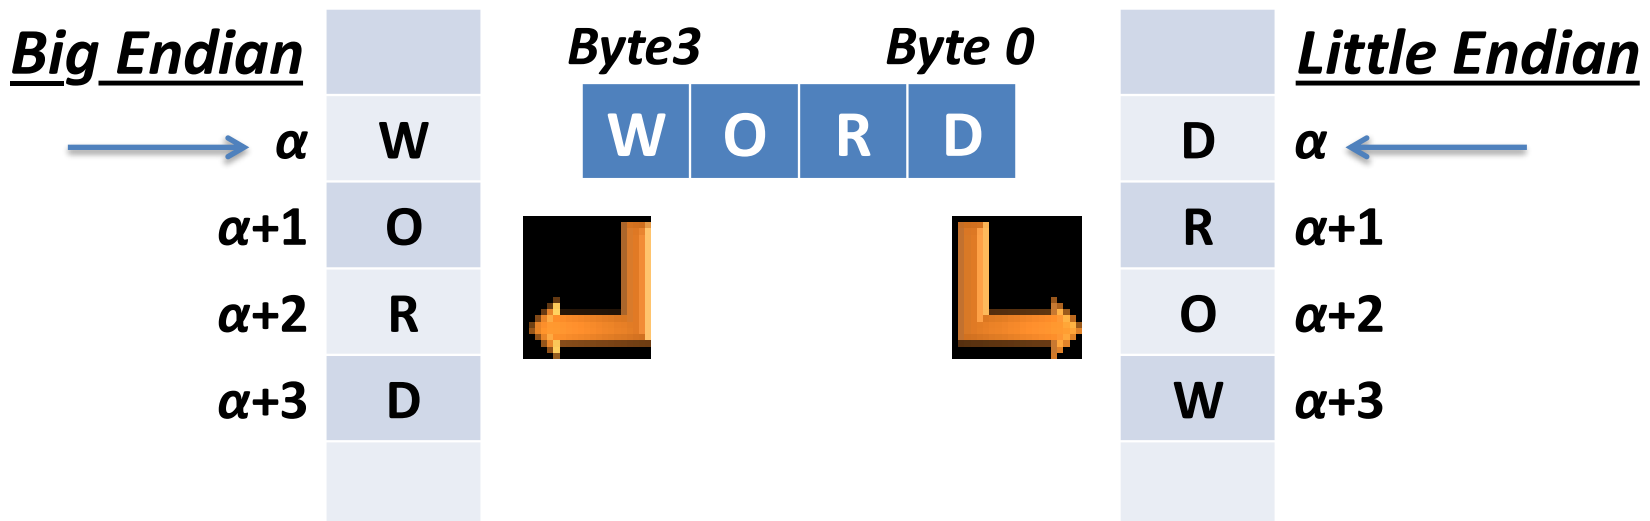 Big Endian
α W
α+1 O
α+2 R
α+3 D
Byte3 Byte 0
W O R D
Little Endian
D α
R α+1
O α+2
W α+3